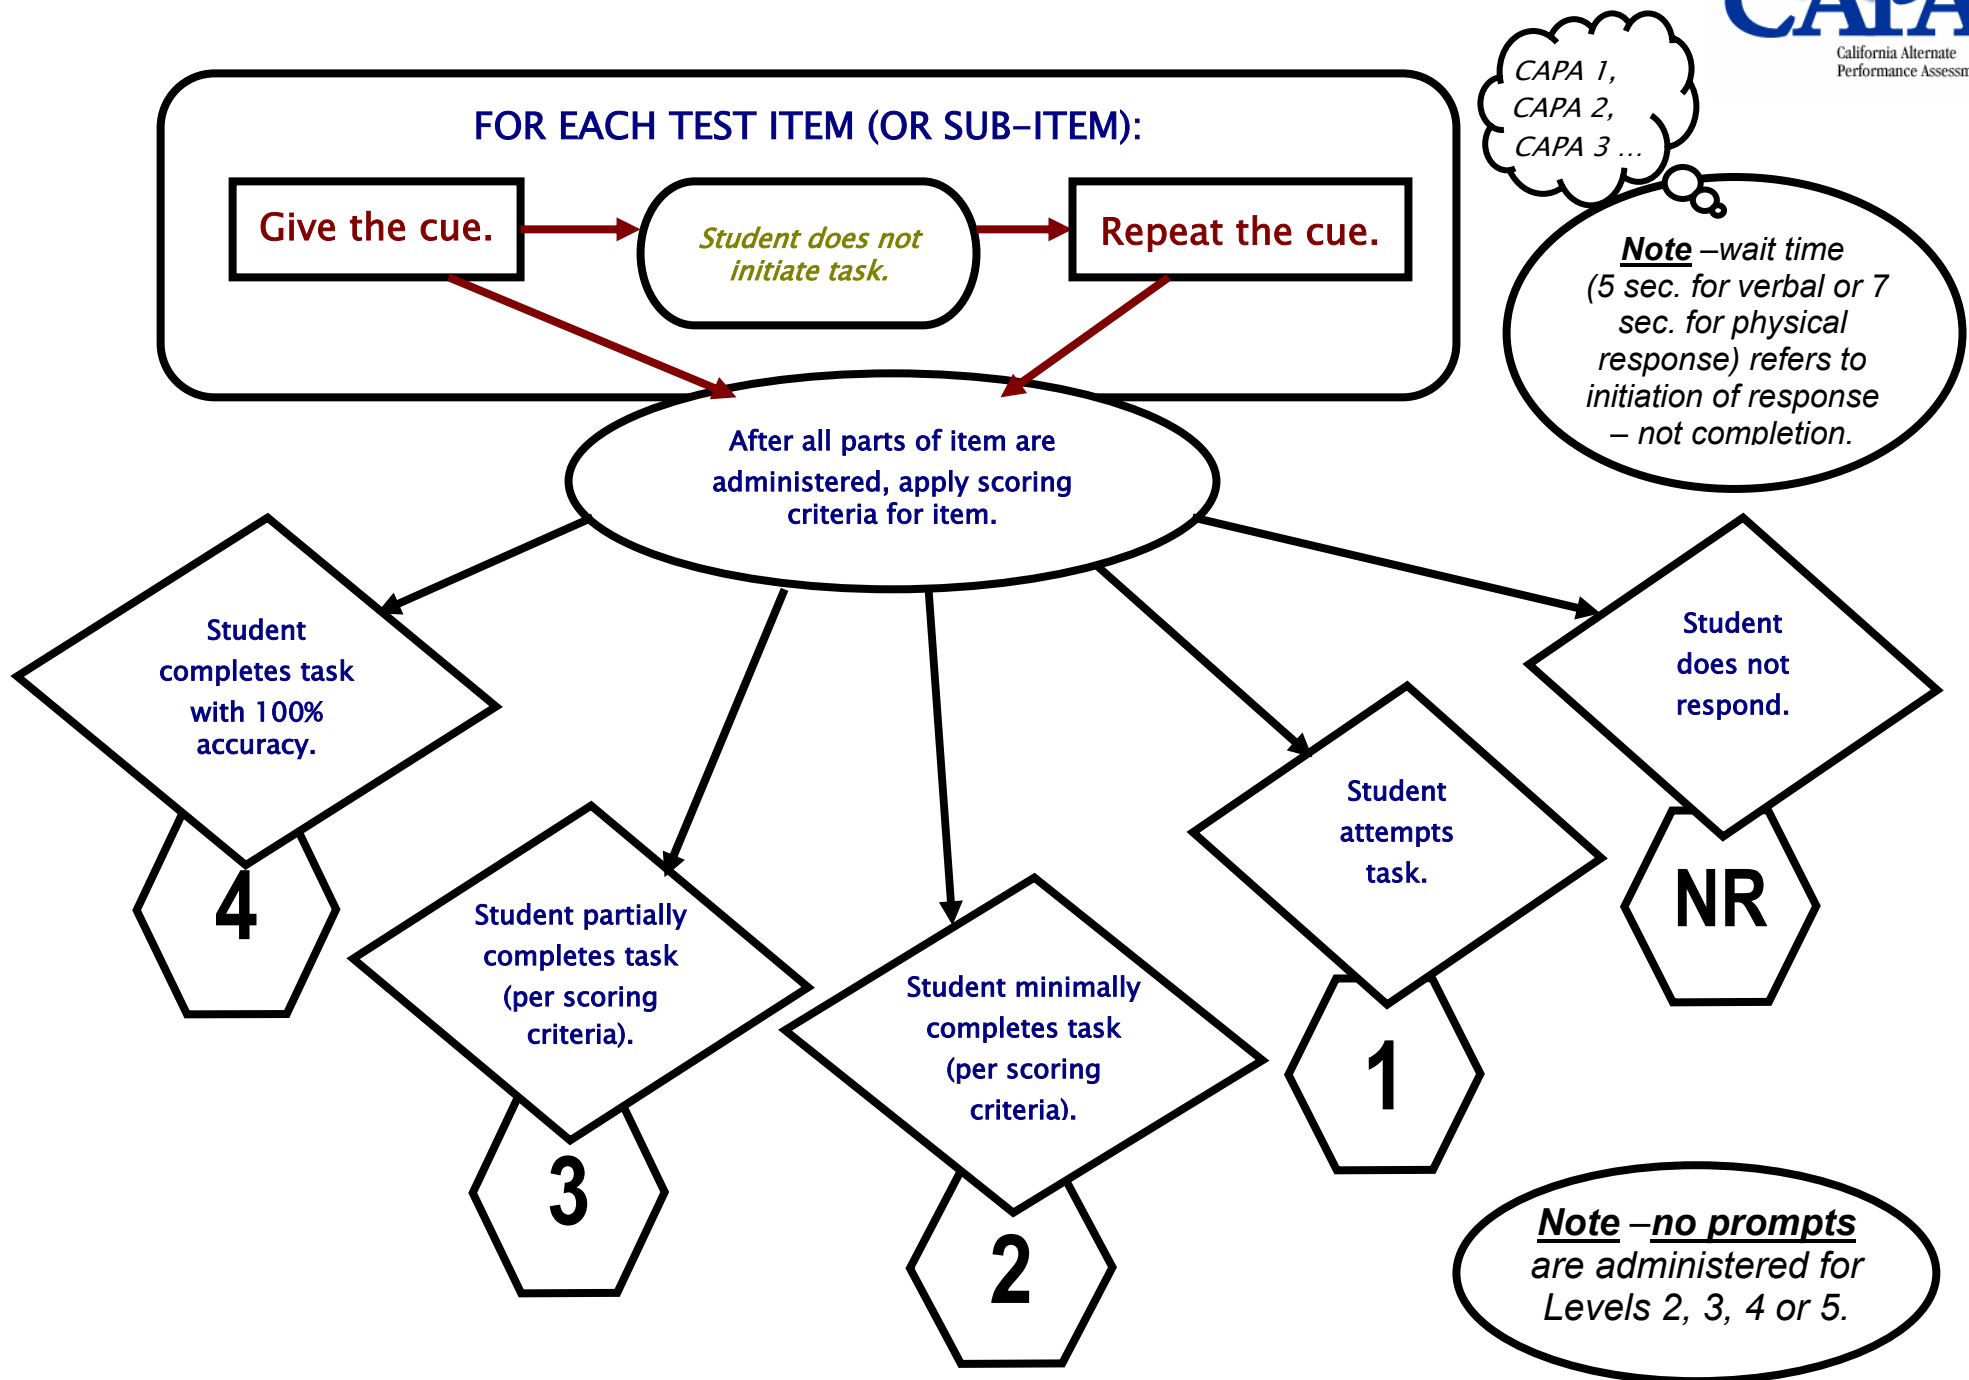 CAPA
California Alternate
CAPA 1,
CAPA 2,
CAPA 3 ...
FOR EACH TEST ITEM (OR SUB-ITEM):
Give the cue.
Student does not
initiate task.
Repeat the cue.
Note –wait time
(5 sec. for verbal or 7
sec. for physical
response) refers to
initiation of response
– not completion.
After all parts of item are
administered, apply scoring
criteria for item.
Student
completes task
with 100%
accuracy.
4
Student partially
completes task
(per scoring
criteria).
3
Student minimally
completes task
(per scoring
criteria).
2
Student
attempts
task.
1
Student
does not
respond.
NR
Note –no prompts
are administered for
Levels 2, 3, 4 or 5.
Performance Assessm